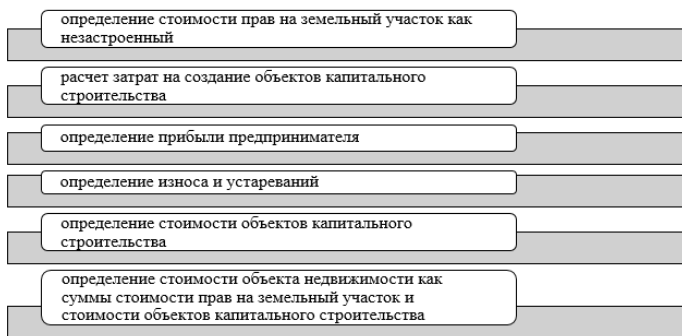 определение стоимости прав на земельный участок как
незастроенный
расчет затрат на создание объектов капитального
строительства
определение прибыли предпринимателя
определение износа и устареваний
определение стоимости объектов капитального
строительства
определение стоимости объекта недвижимости как
суммы стоимости прав на земельный участок и
стоимости объектов капитального строительства